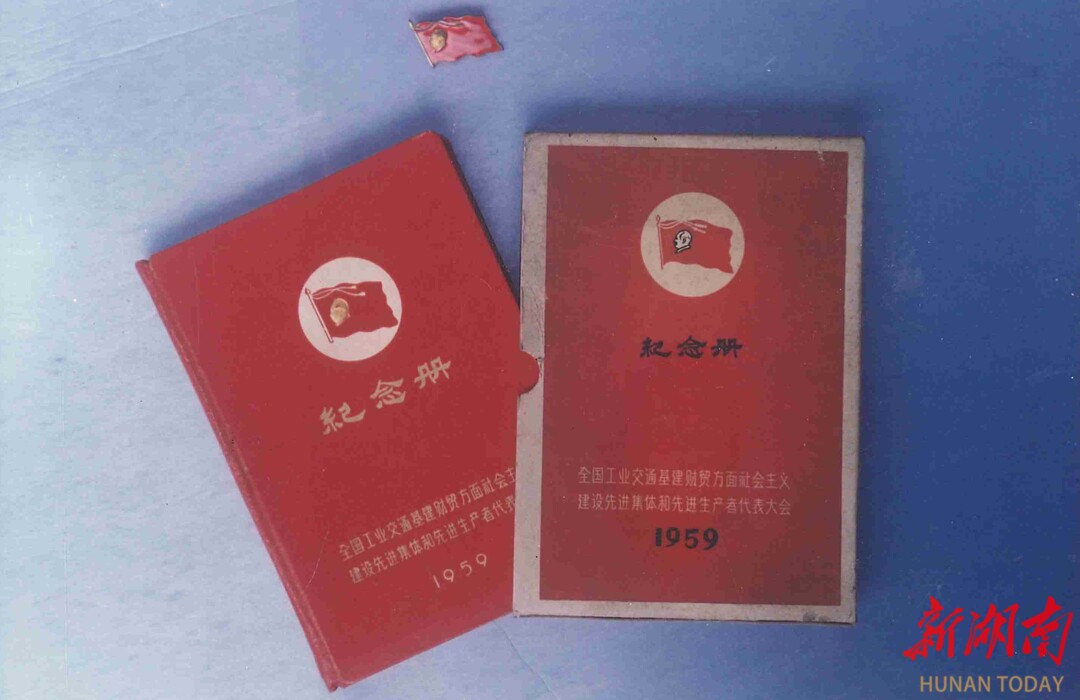 紀念册
全国工业交通基建财贸方面社会主
建设先进集体和先进生产者代表
1959
紀念册
全国工业交通基建财贸方面社会主义
建设先进集体和先进生产者代表大会
1959
新湖南
HUNAN TODAY